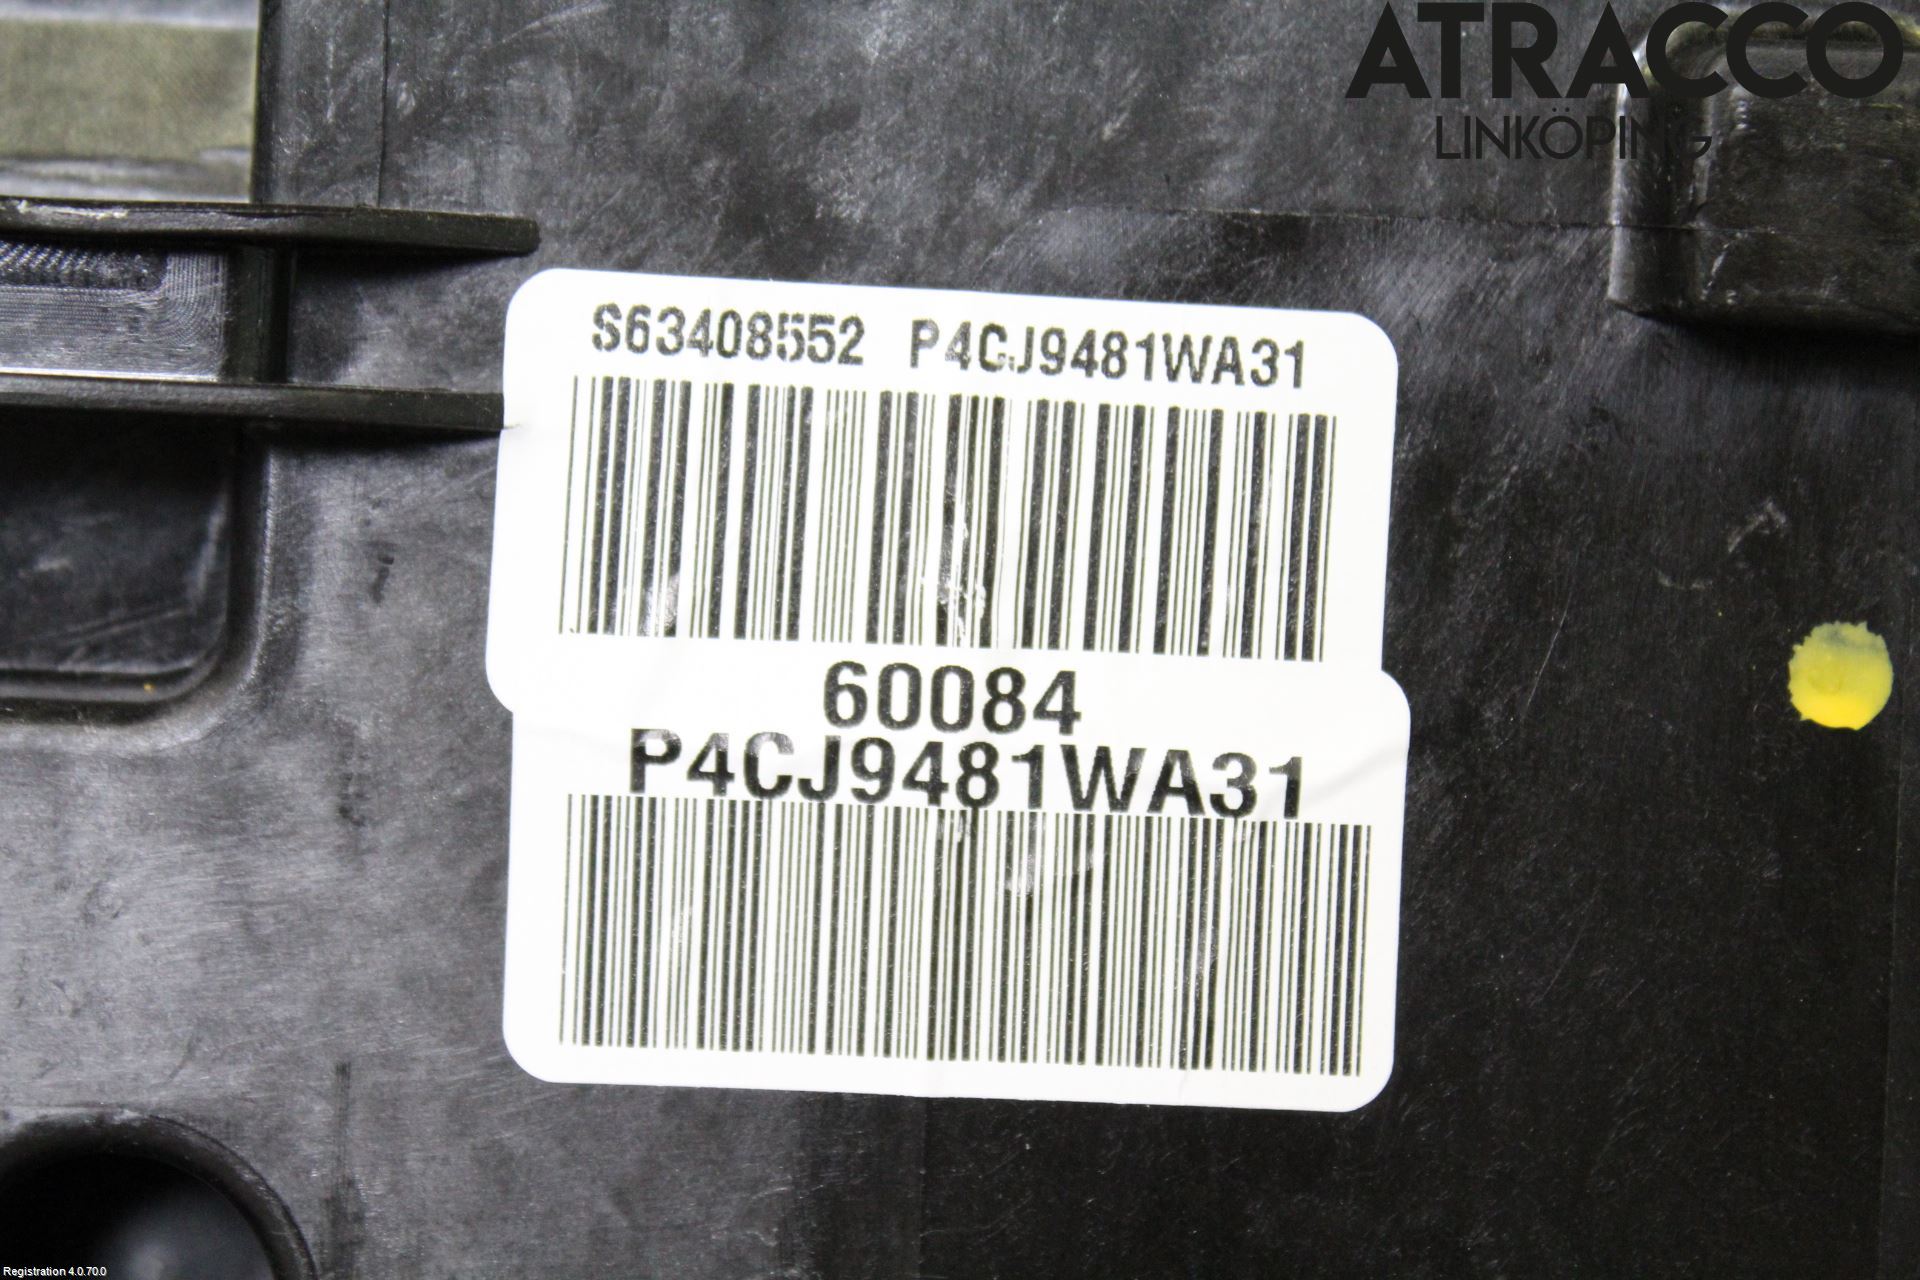 ATRACCO
LINKÖPING
S63408552 P4CJ9481WA31
60084
P4CJ9481WA31
Registration 4.0.70.0